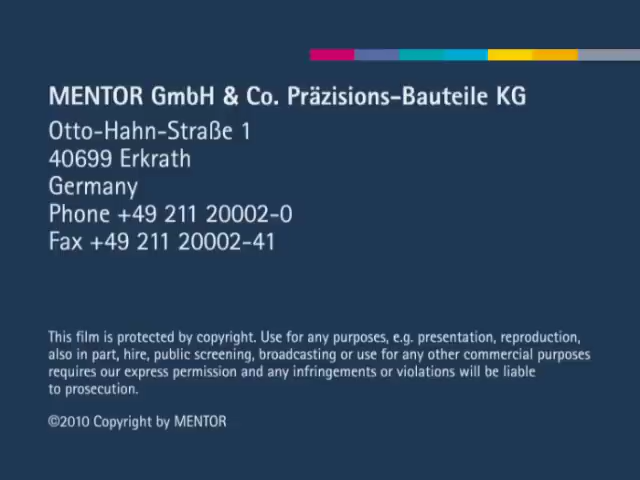 MENTOR GmbH & Co. Präzisions-Bauteile KG
Otto-Hahn-Straße 1
40699 Erkrath
Germany
Phone +49 211 20002-0
Fax +49 211 20002-41
This film is protected by copyright. Use for any purposes, e.g. presentation, reproduction,
also in part, hire, public screening, broadcasting or use for any other commercial purposes
requires our express permission and any infringements or violations will be liable
to prosecution.
©2010 Copyright by MENTOR